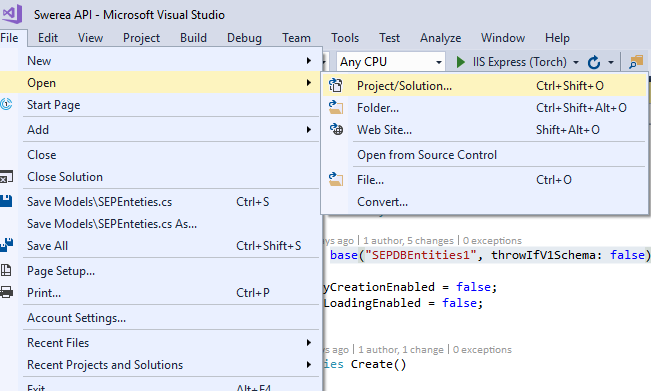 Swerea API - Microsoft Visual Studio
File Edit View Project Build Debug Team Tools Test Analyze Window Help
Any CPU IIS Express (Torch)
New
Open
Start Page
Add
Close
Close Solution
Save Models\SEPEnteties.cs Ctrl+S
Save Models\SEPEnteties.cs As...
Save All Ctrl+Shift+S
Page Setup...
Print... Ctrl+P
Account Settings...
Recent Files
Recent Projects and Solutions
Exit Alt+F4
Project/Solution... Ctrl+Shift+O
Folder... Ctrl+Shift+Alt+O
Web Site... Shift+Alt+O
Open from Source Control
File... Ctrl+O
Convert...
ys ago | 1 author, 5 changes | 0 exceptions
base("SEPDBEntities1", throwIfV1Schema: false)
yCreationEnabled = false;
LoadingEnabled = false;
ys ago | 1 author, 1 change | 0 exceptions
ies Create()